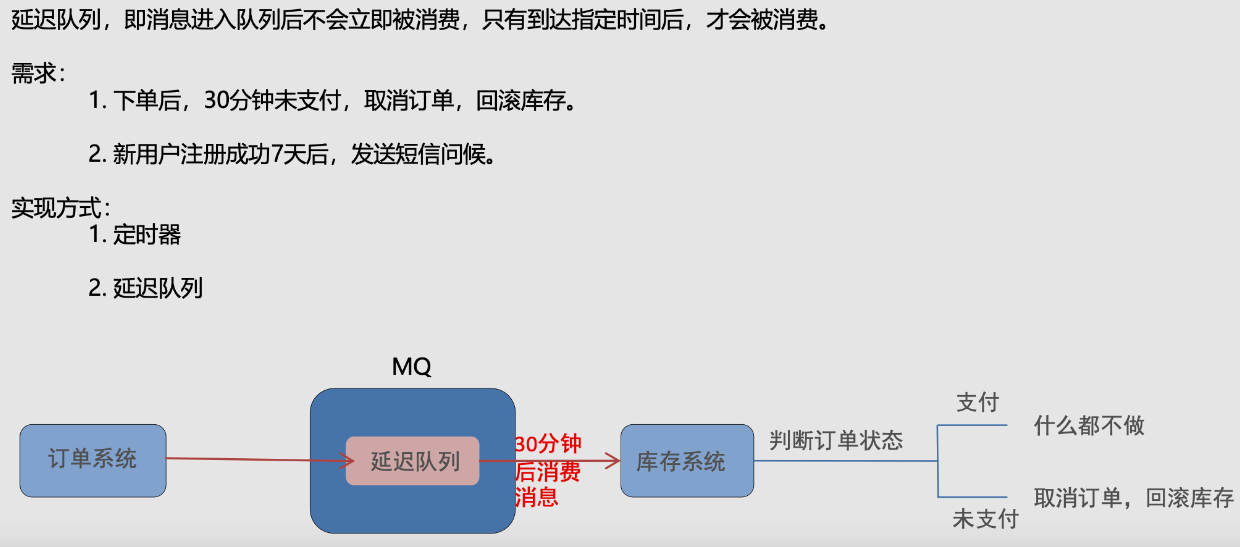 延迟队列，即消息进入队列后不会立即被消费，只有到达指定时间后，才会被消费。
需求：
1. 下单后，30分钟未支付，取消订单，回滚库存。
2. 新用户注册成功7天后，发送短信问候。
实现方式：
1. 定时器
2. 延迟队列
MQ
订单系统
延迟队列
30分钟
后消费
消息
库存系统
判断订单状态
支付
什么都不做
未支付
取消订单，回滚库存